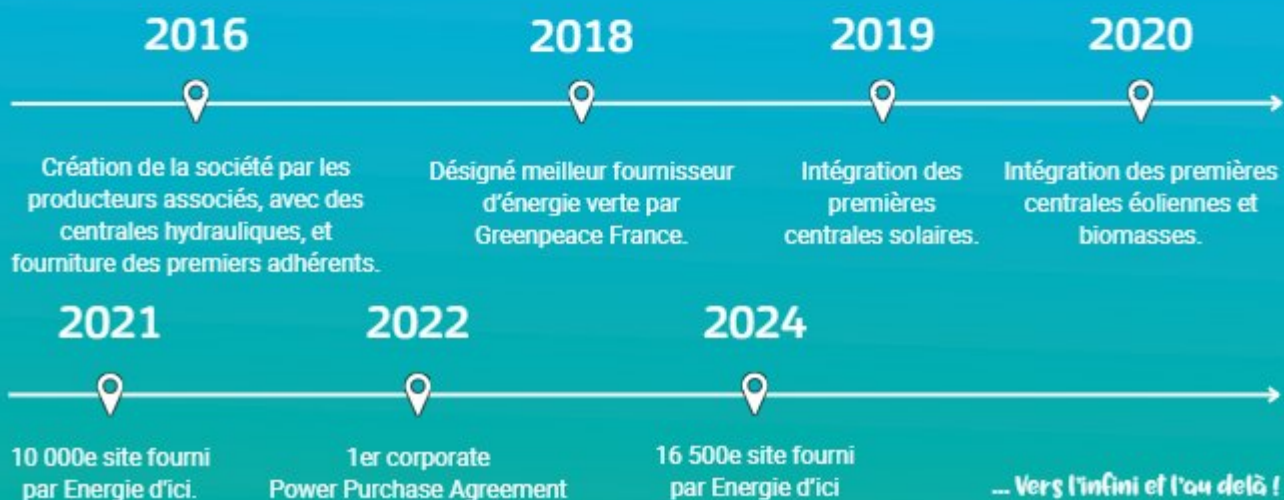 2016
2018
2019
2020
Création de la société par les
producteurs associés, avec des
centrales hydrauliques, et
fourniture des premiers adhérents.
Désigné meilleur fournisseur
d'énergie verte par
Greenpeace France.
Intégration des
premières
centrales solaires.
Intégration des premières
centrales éoliennes et
biomasses.
2021
2022
2024
10 000e site fourni
par Energie d'ici.
1er corporate
Power Purchase Agreement
16 500e site fourni
par Energie d'ici
... Vers l'infini et l'au delà !